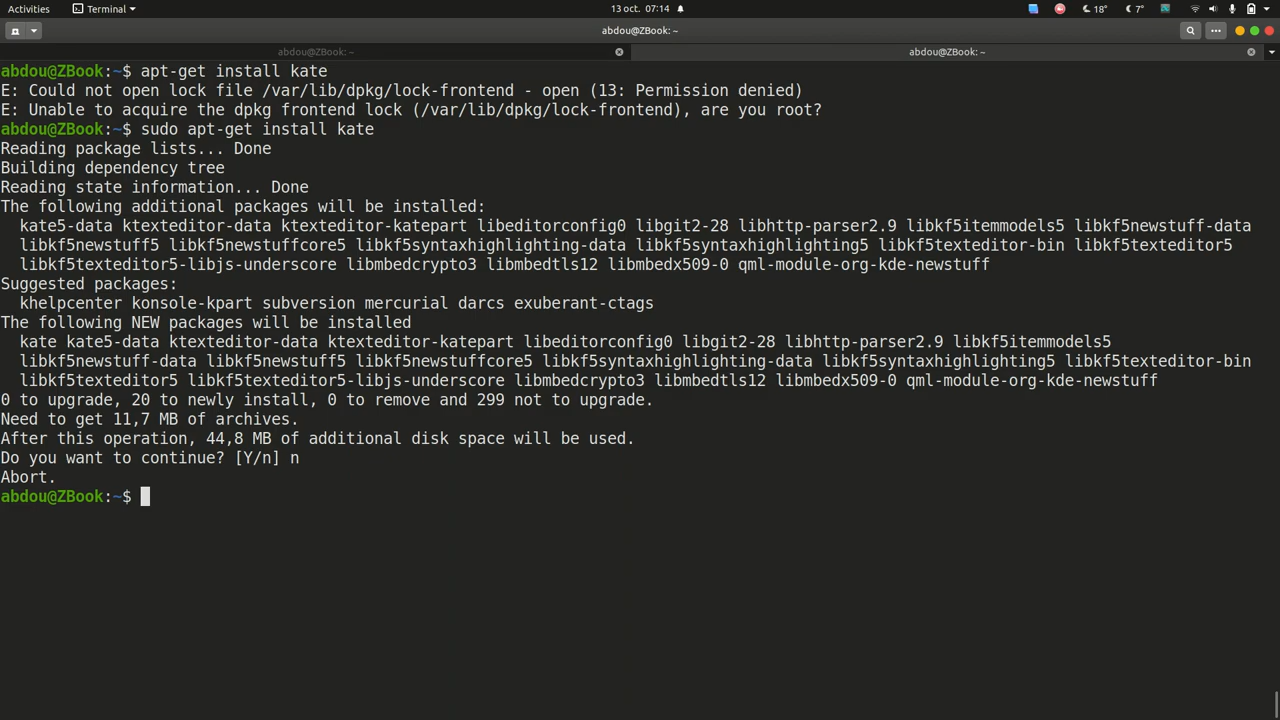 Activities
Terminal
13 oct. 07:14
18°
7°
abdou@ZBook: ~
abdou@ZBook: ~
abdou@ZBook: ~
abdou@ZBook:~$ apt-get install kate
E: Could not open lock file /var/lib/dpkg/lock-frontend - open (13: Permission denied)
E: Unable to acquire the dpkg frontend lock (/var/lib/dpkg/lock-frontend), are you root?
abdou@ZBook:~$ sudo apt-get install kate
Reading package lists... Done
Building dependency tree
Reading state information... Done
The following additional packages will be installed:
kate5-data ktexteditor-data ktexteditor-katepart libeditorconfig0 libgit2-28 libhttp-parser2.9 libkf5itemmodels5 libkf5newstuff-data
libkf5newstuff5 libkf5newstuffcore5 libkf5syntaxhighlighting-data libkf5syntaxhighlighting5 libkf5texteditor-bin libkf5texteditor5
libkf5texteditor5-libjs-underscore libmbedcrypto3 libmbedtls12 libmbedx509-0 qml-module-org-kde-newstuff
Suggested packages:
khelpcenter konsole-kpart subversion mercurial darcs exuberant-ctags
The following NEW packages will be installed
kate kate5-data ktexteditor-data ktexteditor-katepart libeditorconfig0 libgit2-28 libhttp-parser2.9 libkf5itemmodels5
libkf5newstuff-data libkf5newstuff5 libkf5newstuffcore5 libkf5syntaxhighlighting-data libkf5syntaxhighlighting5 libkf5texteditor-bin
libkf5texteditor5 libkf5texteditor5-libjs-underscore libmbedcrypto3 libmbedtls12 libmbedx509-0 qml-module-org-kde-newstuff
0 to upgrade, 20 to newly install, 0 to remove and 299 not to upgrade.
Need to get 11,7 MB of archives.
After this operation, 44,8 MB of additional disk space will be used.
Do you want to continue? [Y/n] n
Abort.
abdou@ZBook:~$